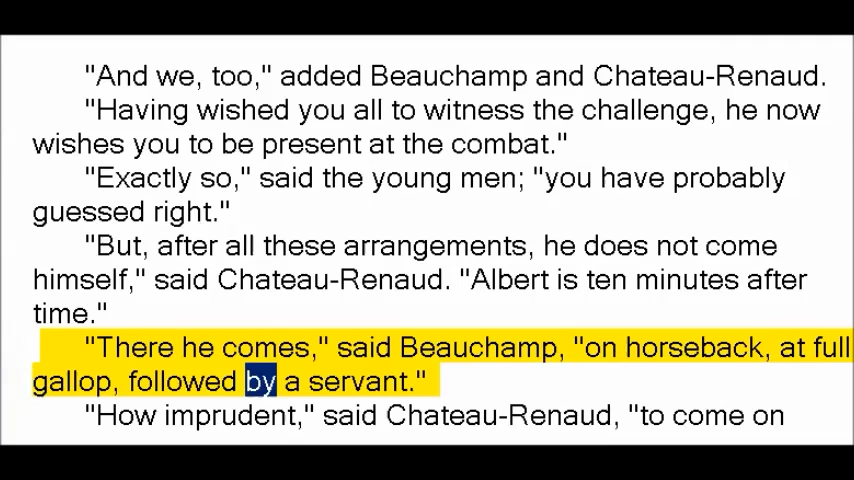 "And we, too," added Beauchamp and Chateau-Renaud.
"Having wished you all to witness the challenge, he now
wishes you to be present at the combat."
"Exactly so," said the young men; "you have probably
guessed right."
"But, after all these arrangements, he does not come
himself," said Chateau-Renaud. "Albert is ten minutes after
time."
"There he comes," said Beauchamp, "on horseback, at full
gallop, followed by a servant."
"How imprudent," said Chateau-Renaud, "to come on